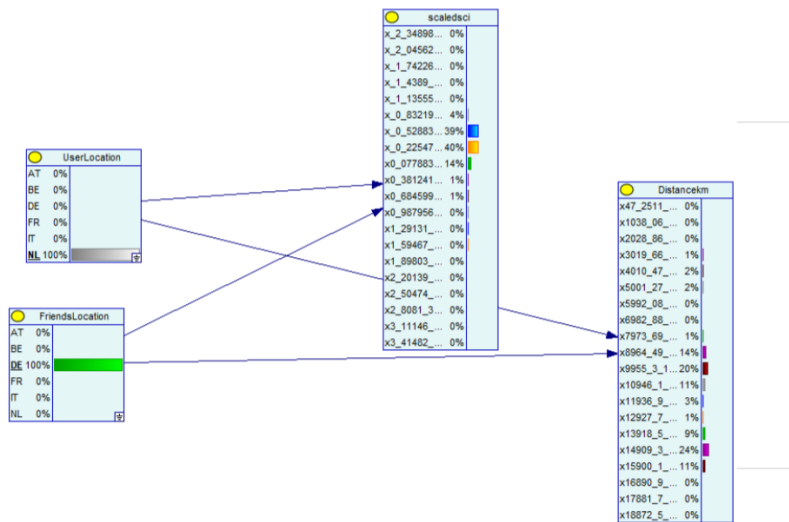 scaledsci
x_2_34898... 0%
x_2_04562... 0%
x_1_74226... 0%
x_1_4389_... 0%
x_1_13555... 0%
x_0_83219... 4%
x_0_52883... 39%
x_0_22547... 40%
x0_077883... 14%
x0_381241... 1%
x0_684599... 1%
x0_987956... 0%
x1_29131_... 0%
x1_59467_... 0%
x1_89803_... 0%
x2_20139_... 0%
x2_50474_... 0%
x2_8081_3... 0%
x3_11146_... 0%
x3_41482_... 0%
UserLocation
AT 0%
BE 0%
DE 0%
FR 0%
IT 0%
NL 100%
FriendsLocation
AT 0%
BE 0%
DE 100%
FR 0%
IT 0%
NL 0%
Distancekm
x47_2511_... 0%
x1038_06_... 0%
x2028_86_... 0%
x3019_66_... 1%
x4010_47_... 2%
x5001_27_... 2%
x5992_08_... 0%
x6982_88_... 0%
x7973_69_... 1%
x8964_49_... 14%
x9955_3_1... 20%
x10946_1_... 11%
x11936_9_... 3%
x12927_7_... 1%
x13918_5_... 9%
x14909_3_... 24%
x15900_1_... 11%
x16890_9_... 0%
x17881_7_... 0%
x18872_5_... 0%